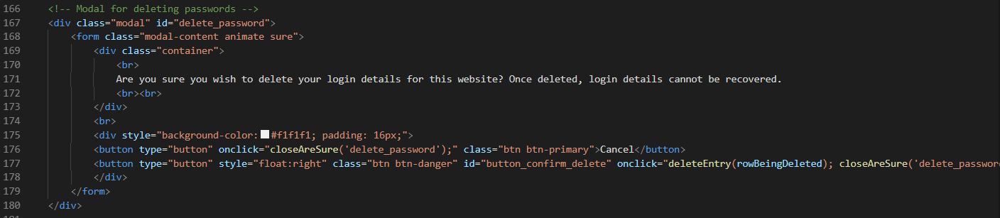 166 <!-- Modal for deleting passwords -->
167 <div class="modal" id="delete_password">
168 <form class="modal-content animate sure">
169 <div class="container">
170 <br>
171 Are you sure you wish to delete your login details for this website? Once deleted, login details cannot be recovered.
172 <br><br>
173 </div>
174 <br>
175 <div style="background-color: #f1f1f1; padding: 16px;">
176 <button type="button" onclick="closeAreSure('delete_password');" class="btn btn-primary">Cancel</button>
177 <button type="button" style="float:right" class="btn btn-danger" id="button_confirm_delete" onclick="deleteEntry(rowBeingDeleted); closeAreSure('delete_passwor
178 </div>
179 </form>
180 </div>